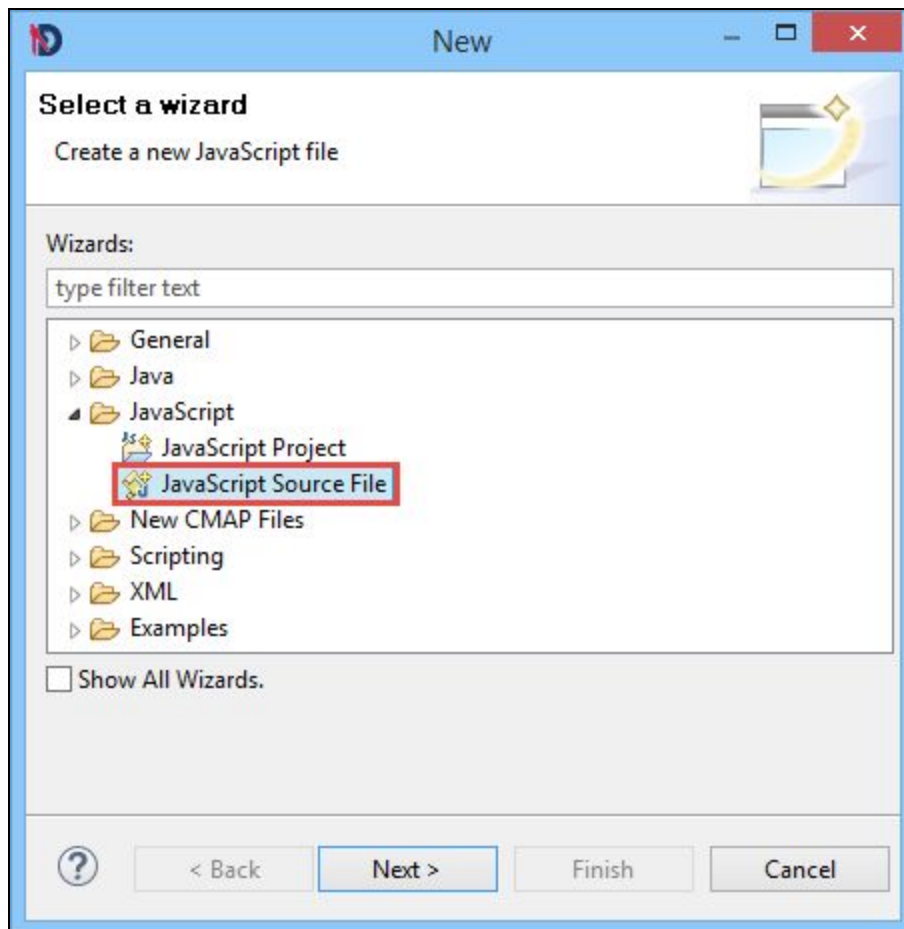 New
Select a wizard
Create a new JavaScript file
Wizards:
type filter text
General
Java
JavaScript
JavaScript Project
JavaScript Source File
New CMAP Files
Scripting
XML
Examples
Show All Wizards.
? < Back Next > Finish Cancel